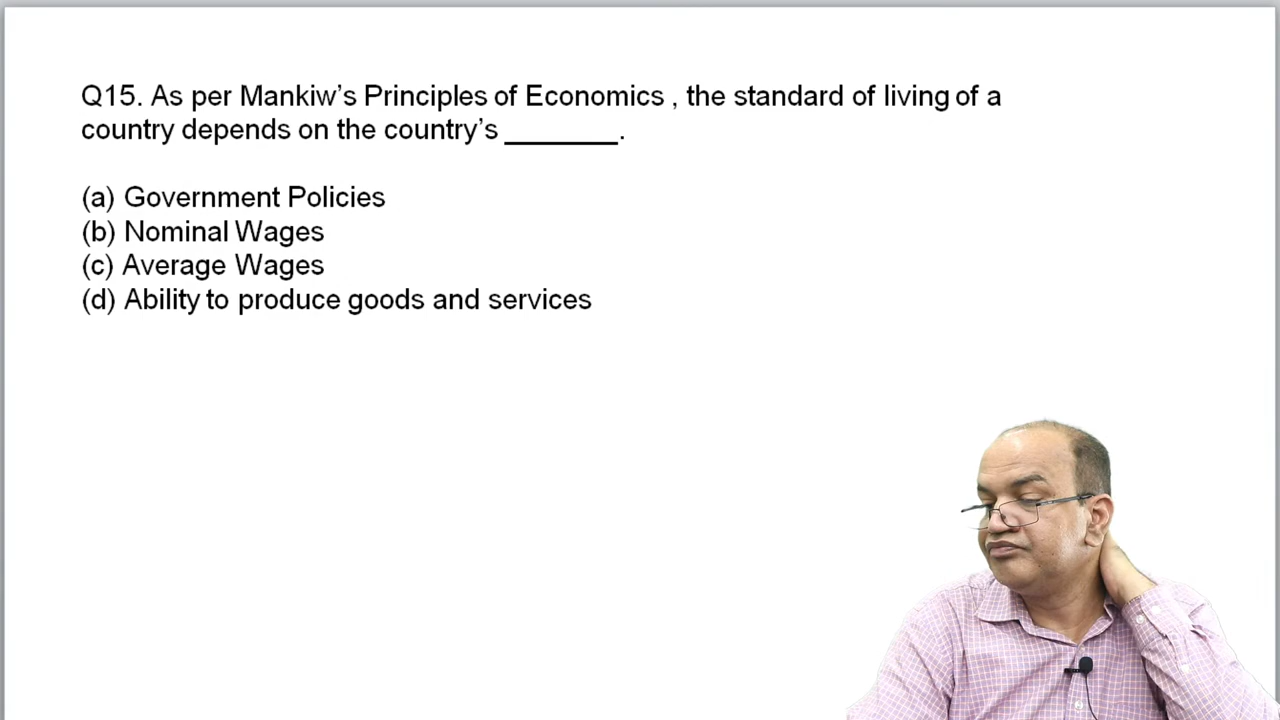 Q15. As per Mankiw’s Principles of Economics , the standard of living of a
country depends on the country’s ________.
(a) Government Policies
(b) Nominal Wages
(c) Average Wages
(d) Ability to produce goods and services